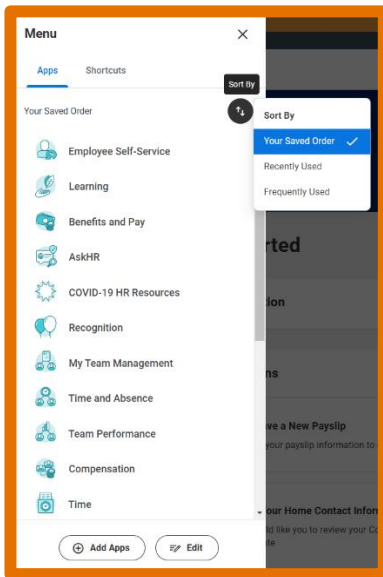 Menu
Apps
Shortcuts
Sort By
Your Saved Order
Sort By
Your Saved Order
Recently Used
Frequently Used
Employee Self-Service
Learning
Benefits and Pay
AskHR
COVID-19 HR Resources
Recognition
My Team Management
Time and Absence
Team Performance
Compensation
Time
Add Apps
Edit
rted
ion
ns
ve a New Payslip
your payslip information to
our Home Contact Infor
ld like you to review your Co
te